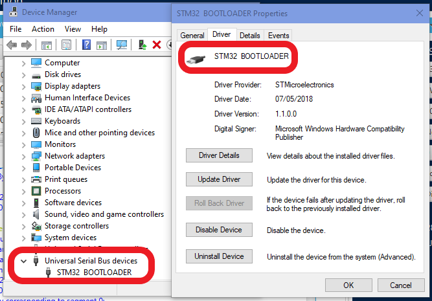 Device Manager
File Action View Help
Computer
Disk drives
Display adapters
Human Interface Devices
IDE ATA/ATAPI controllers
Keyboards
Mice and other pointing devices
Monitors
Network adapters
Portable Devices
Print queues
Processors
Software devices
Sound, video and game controllers
Storage controllers
System devices
Universal Serial Bus devices
STM32 BOOTLOADER
STM32 BOOTLOADER Properties
General Driver Details Events
STM32 BOOTLOADER
Driver Provider: STMicroelectronics
Driver Date: 07/05/2018
Driver Version: 1.1.0.0
Digital Signer: Microsoft Windows Hardware Compatibility
Publisher
Driver Details View details about the installed driver files.
Update Driver Update the driver for this device.
Roll Back Driver If the device fails after updating the driver, roll
back to the previously installed driver.
Disable Device Disable the device.
Uninstall Device Uninstall the device from the system (Advanced).
OK Cancel